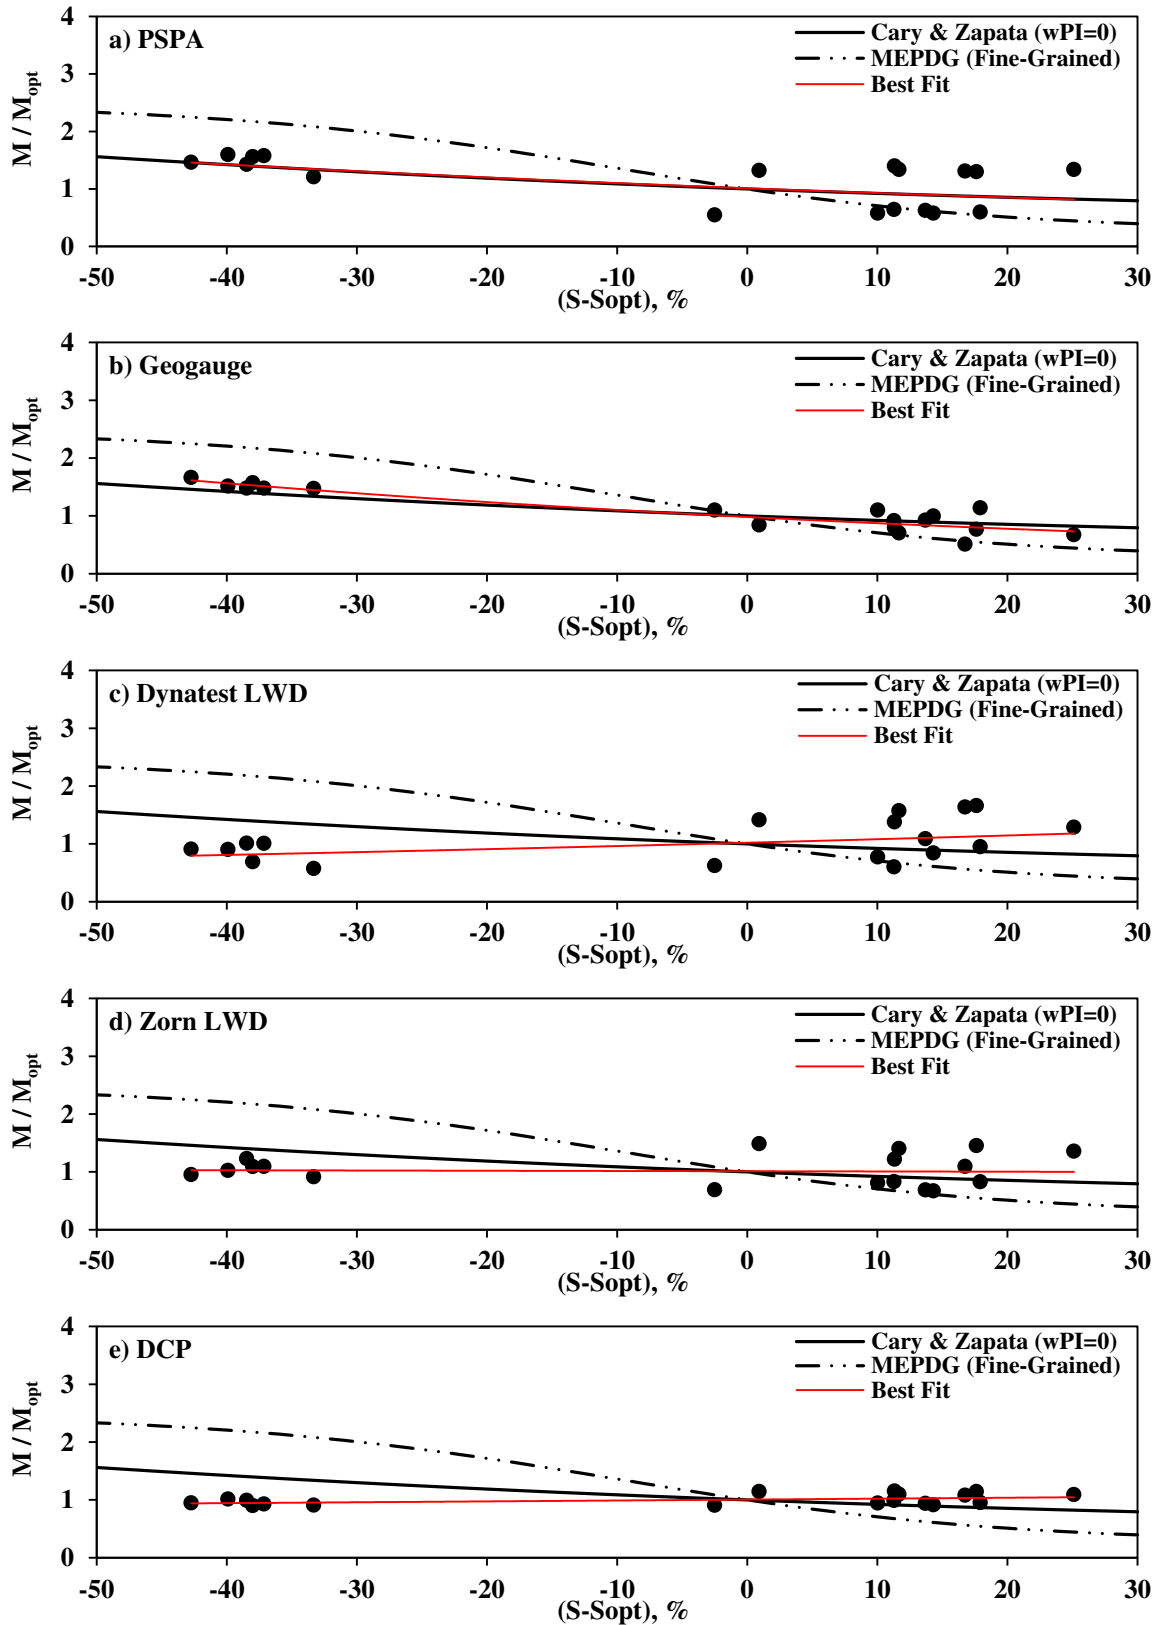 a) PSPA
Cary & Zapata (wPI=0)
MEPDG (Fine-Grained)
Best Fit
M / Mopt
4
3
2
1
0
-50 -40 -30 -20 -10 0 10 20 30
(S-Sopt), %
b) Geogauge
Cary & Zapata (wPI=0)
MEPDG (Fine-Grained)
Best Fit
M / Mopt
4
3
2
1
0
-50 -40 -30 -20 -10 0 10 20 30
(S-Sopt), %
c) Dynatest LWD
Cary & Zapata (wPI=0)
MEPDG (Fine-Grained)
Best Fit
M / Mopt
4
3
2
1
0
-50 -40 -30 -20 -10 0 10 20 30
(S-Sopt), %
d) Zorn LWD
Cary & Zapata (wPI=0)
MEPDG (Fine-Grained)
Best Fit
M / Mopt
4
3
2
1
0
-50 -40 -30 -20 -10 0 10 20 30
(S-Sopt), %
e) DCP
Cary & Zapata (wPI=0)
MEPDG (Fine-Grained)
Best Fit
M / Mopt
4
3
2
1
0
-50 -40 -30 -20 -10 0 10 20 30
(S-Sopt), %